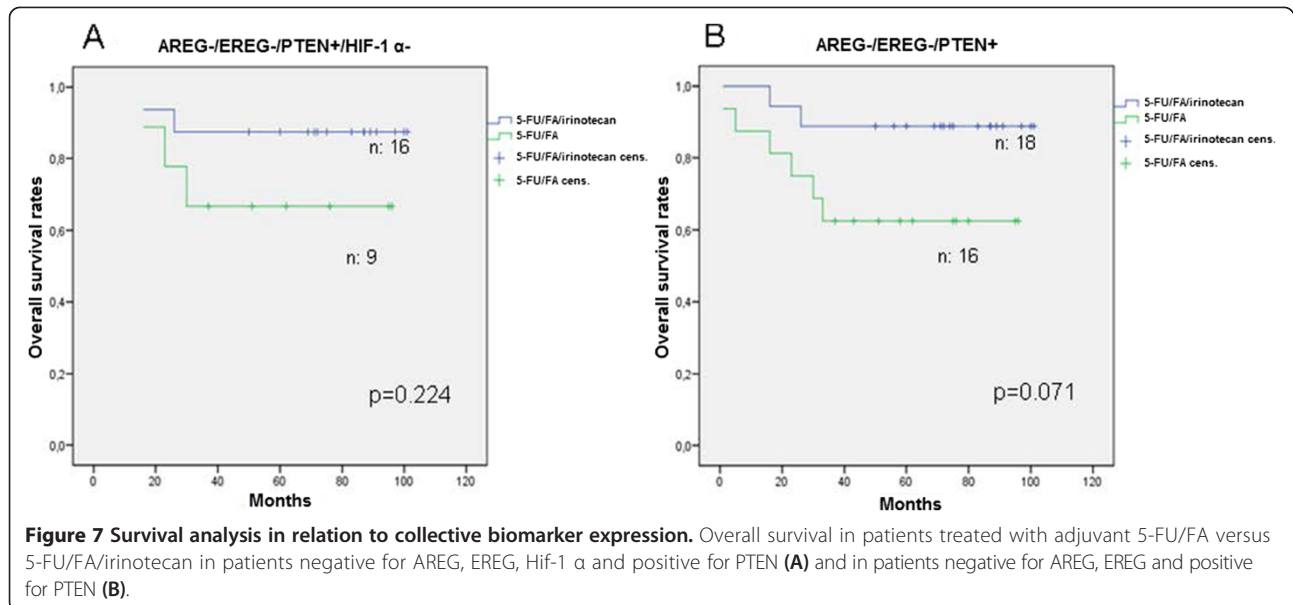 A
AREG-/EREG-/PTEN+/HIF-1 α-
Overall survival rates
1,0
0,8
0,6
0,4
0,2
0,0
0 20 40 60 80 100 120
Months
5-FU/FA/irinotecan
5-FU/FA
5-FU/FA/irinotecan cens.
5-FU/FA cens.
n: 16
n: 9
p=0.224
B
AREG-/EREG-/PTEN+
Overall survival rates
1,0
0,8
0,6
0,4
0,2
0,0
0 20 40 60 80 100 120
Months
5-FU/FA/irinotecan
5-FU/FA
5-FU/FA/irinotecan cens.
5-FU/FA cens.
n: 18
n: 16
p=0.071
Figure 7 Survival analysis in relation to collective biomarker expression. Overall survival in patients treated with adjuvant 5-FU/FA versus
5-FU/FA/irinotecan in patients negative for AREG, EREG, Hif-1 α and positive for PTEN (A) and in patients negative for AREG, EREG and positive
for PTEN (B).